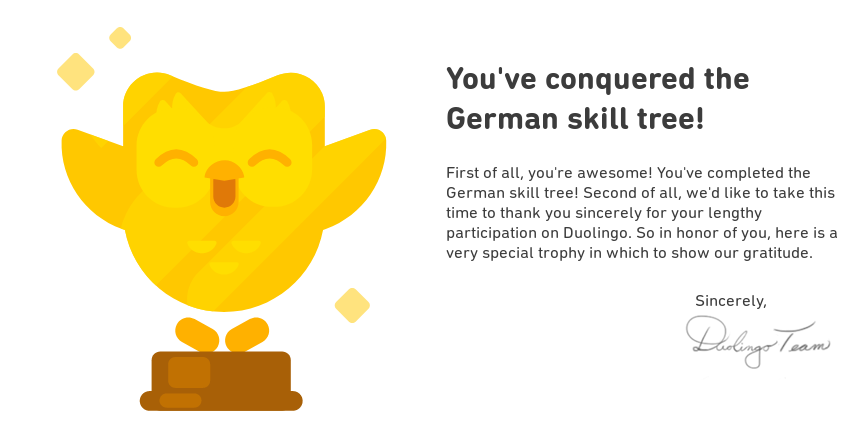 You've conquered the
German skill tree!
First of all, you're awesome! You've completed the
German skill tree! Second of all, we'd like to take this
time to thank you sincerely for your lengthy
participation on Duolingo. So in honor of you, here is a
very special trophy in which to show our gratitude.
Sincerely,
Duolingo Team